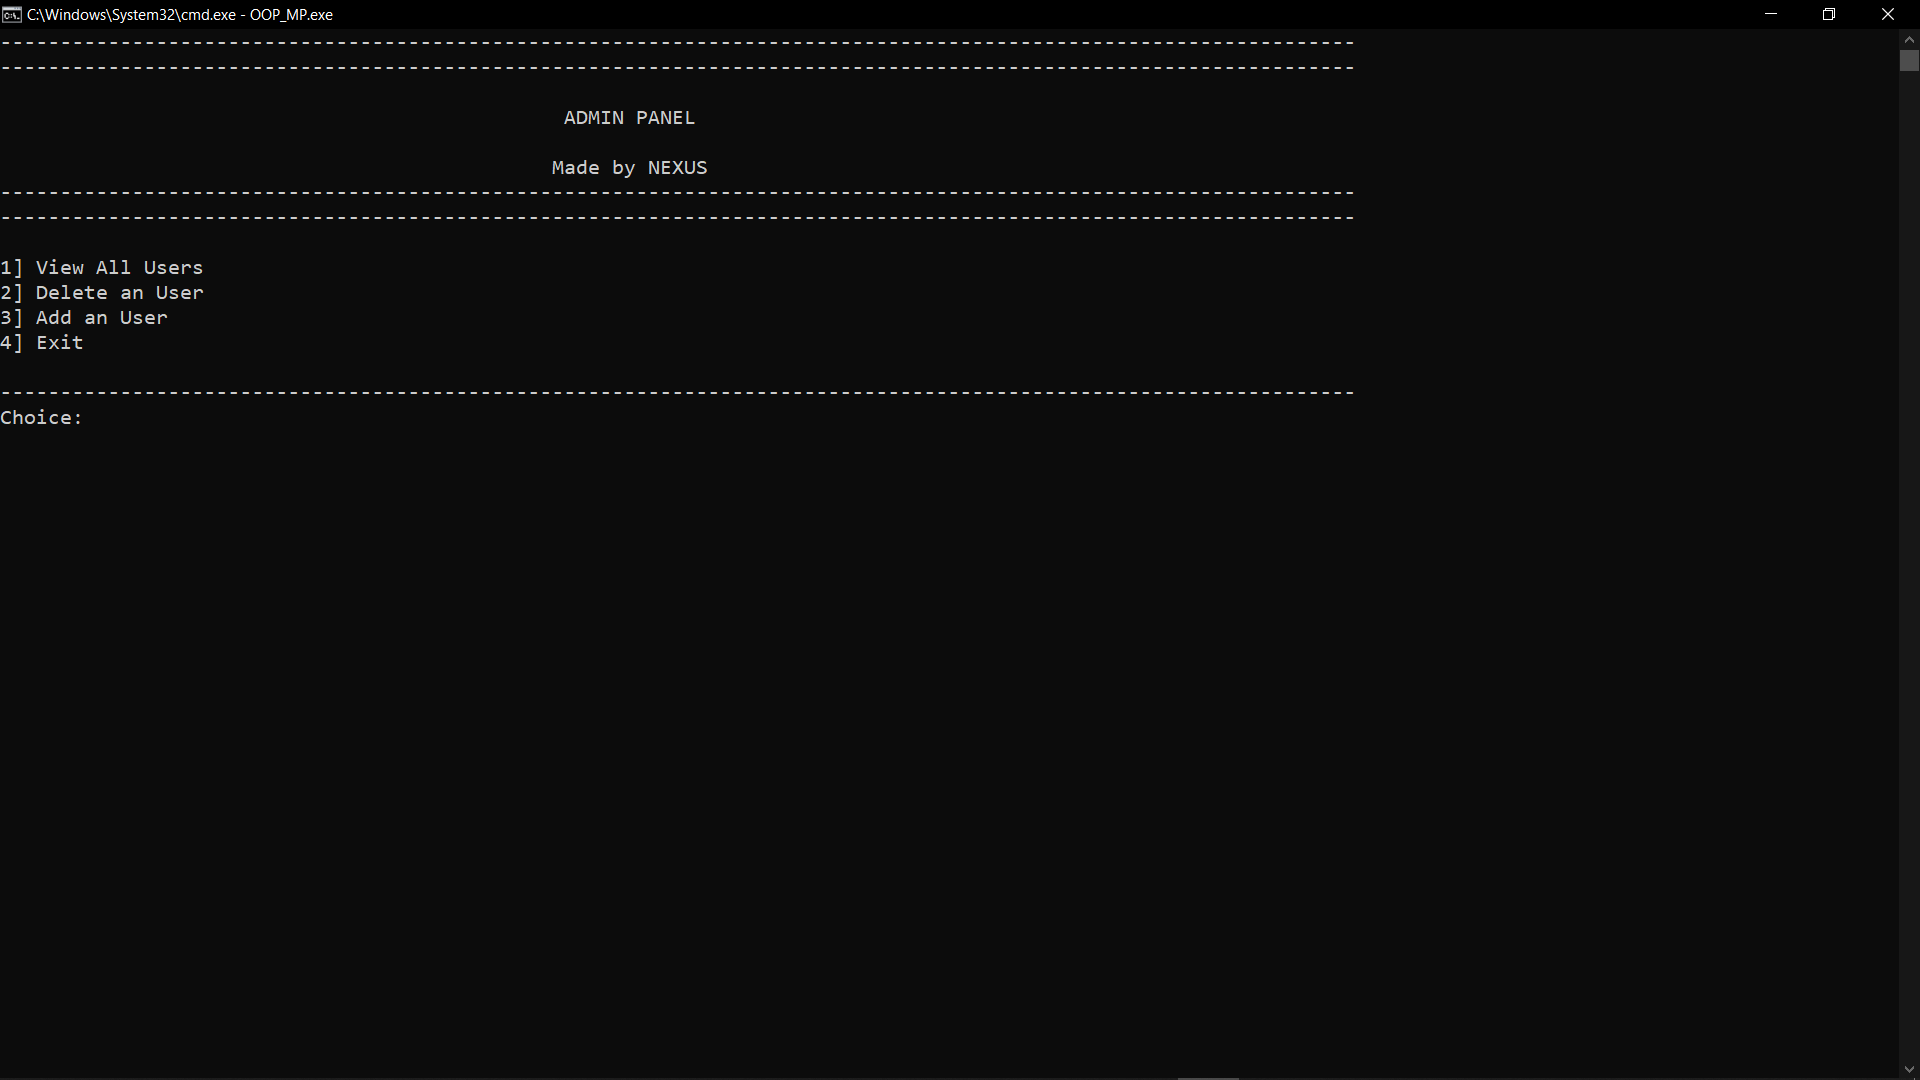 C:\Windows\System32\cmd.exe - OOP_MP.exe
-----------------------------------------------------------------------------------------------------------------
-----------------------------------------------------------------------------------------------------------------
ADMIN PANEL
Made by NEXUS
-----------------------------------------------------------------------------------------------------------------
-----------------------------------------------------------------------------------------------------------------
1] View All Users
2] Delete an User
3] Add an User
4] Exit
-----------------------------------------------------------------------------------------------------------------
Choice: